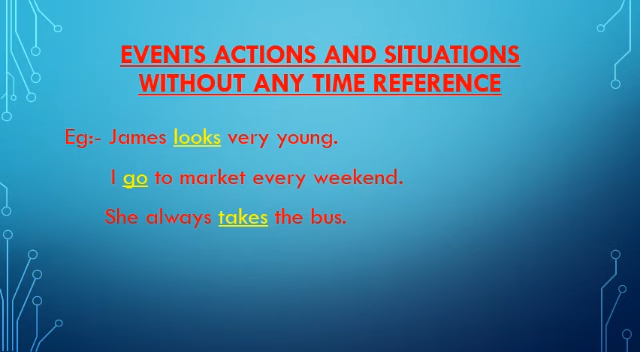 EVENTS ACTIONS AND SITUATIONS
WITHOUT ANY TIME REFERENCE
Eg:- James looks very young.
I go to market every weekend.
She always takes the bus.